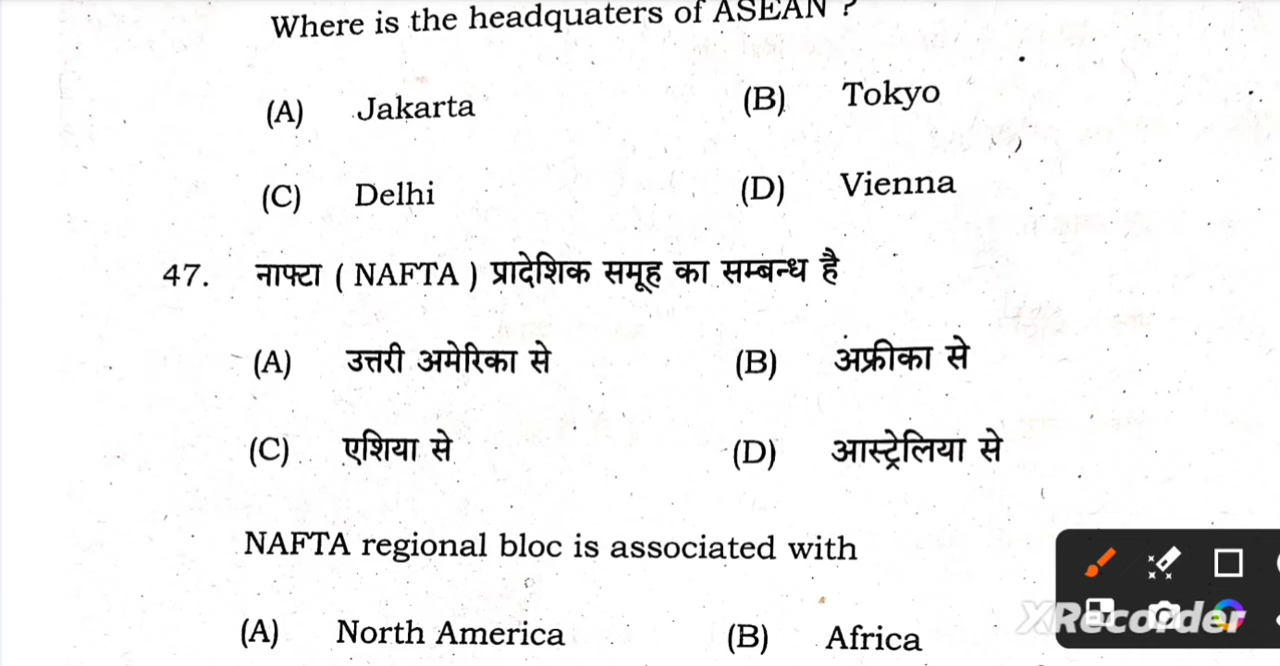 Where is the headquaters of ASEAN ?
(A) Jakarta (B) Tokyo
(C) Delhi (D) Vienna
47. नाफ्टा ( NAFTA ) प्रादेशिक समूह का सम्बन्ध है
(A) उत्तरी अमेरिका से (B) अफ्रीका से
(C) एशिया से (D) आस्ट्रेलिया से
NAFTA regional bloc is associated with
(A) North America (B) Africa
XRecorder